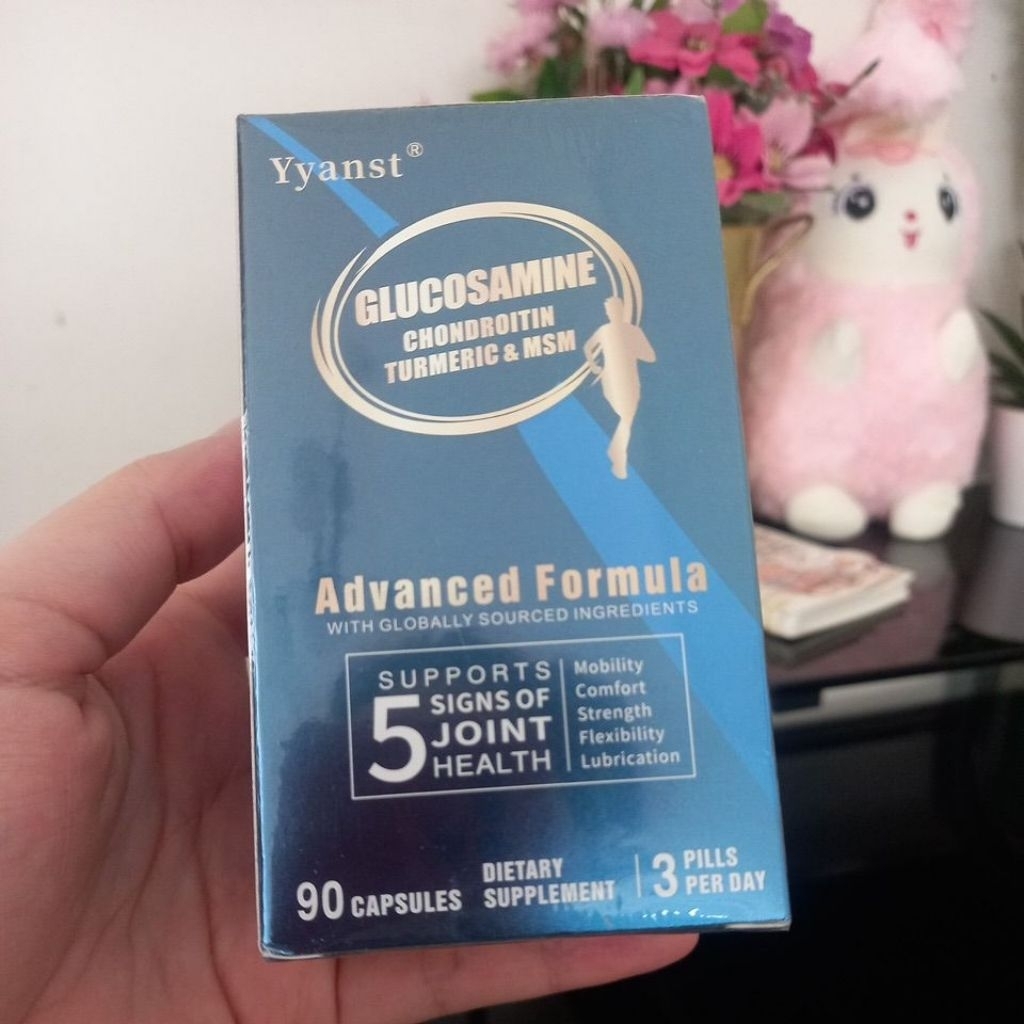 Yyanst®
GLUCOSAMINE
CHONDROITIN
TURMERIC & MSM
Advanced Formula
WITH GLOBALLY SOURCED INGREDIENTS
SUPPORTS
5 SIGNS OF
JOINT
HEALTH
Mobility
Comfort
Strength
Flexibility
Lubrication
90 CAPSULES
DIETARY
SUPPLEMENT
3 PILLS
PER DAY